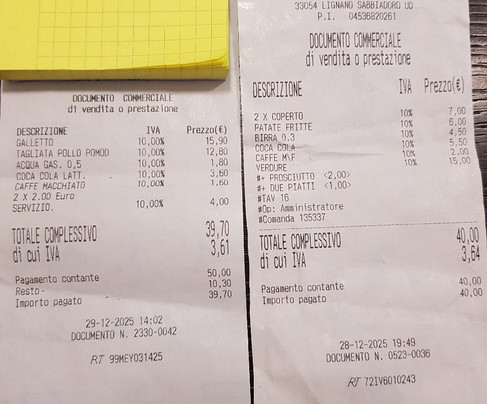 DOCUMENTO COMMERCIALE
di vendita o prestazione
DESCRIZIONE IVA Prezzo(€)
GALLETTO 10,00% 15,90
TAGLIATA POLLO POMOD 10,00% 12,80
ACQUA GAS. 0,5 10,00% 1,80
COCA COLA LATT. 10,00% 3,60
CAFFE MACCHIATO 10,00% 1,60
2 X 2.00 Euro
SERVIZIO. 10,00% 4,00
TOTALE COMPLESSIVO 39,70
di cui IVA 3,61
Pagamento contante 50,00
Resto- 10,30
Importo pagato 39,70
29-12-2025 14:02
DOCUMENTO N. 2330-0042
RT 99MEY031425
33054 LIGNANO SABBIADORO UD
P.I. 04536820261
DOCUMENTO COMMERCIALE
di vendita o prestazione
DESCRIZIONE IVA Prezzo(€)
2 X COPERTO 10% 7,00
PATATE FRITTE 10% 6,00
BIRRA 0.3 10% 4,50
COCA COLA 10% 5,50
CAFFE M\F 10% 2,00
VERDURE 10% 15,00
#+ PROSCIUTTO <2,00>
#+ DUE PIATTI <1,00>
#TAV 16
#Op: Amministratore
#Comanda 135337
TOTALE COMPLESSIVO 40,00
di cui IVA 3,64
Pagamento contante 40,00
Importo pagato 40,00
28-12-2025 19:49
DOCUMENTO N. 0523-0036
RT 72IV6010243